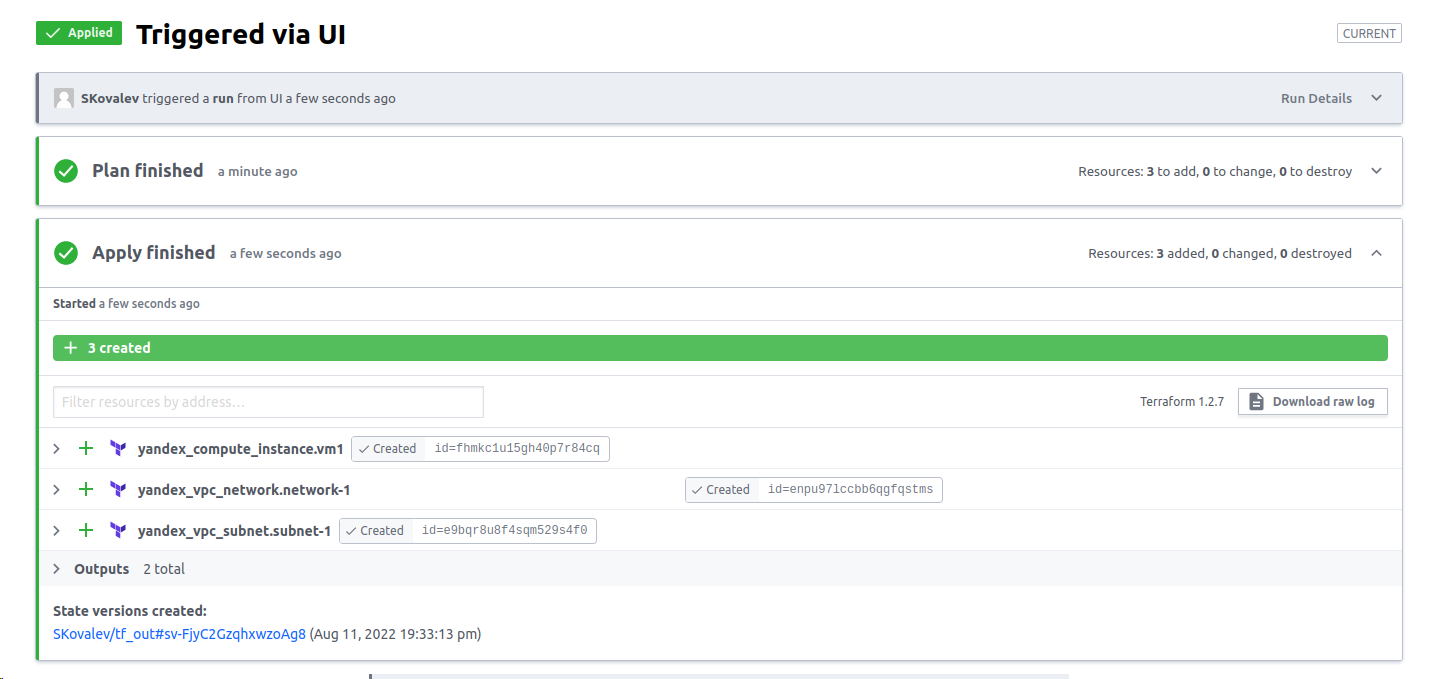 Applied Triggered via UI CURRENT
SKovalev triggered a run from UI a few seconds ago Run Details
Plan finished a minute ago Resources: 3 to add, 0 to change, 0 to destroy
Apply finished a few seconds ago Resources: 3 added, 0 changed, 0 destroyed
Started a few seconds ago
+ 3 created
Filter resources by address... Terraform 1.2.7 Download raw log
+ yandex_compute_instance.vm1 Created id=fhmkc1u15gh40p7r84cq
+ yandex_vpc_network.network-1 Created id=enpu97lccbb6qgfqstms
+ yandex_vpc_subnet.subnet-1 Created id=e9bqr8u8f4sqm529s4f0
Outputs 2 total
State versions created:
SKovalev/tf_out#sv-FjyC2GzqhxwzoAg8 (Aug 11, 2022 19:33:13 pm)